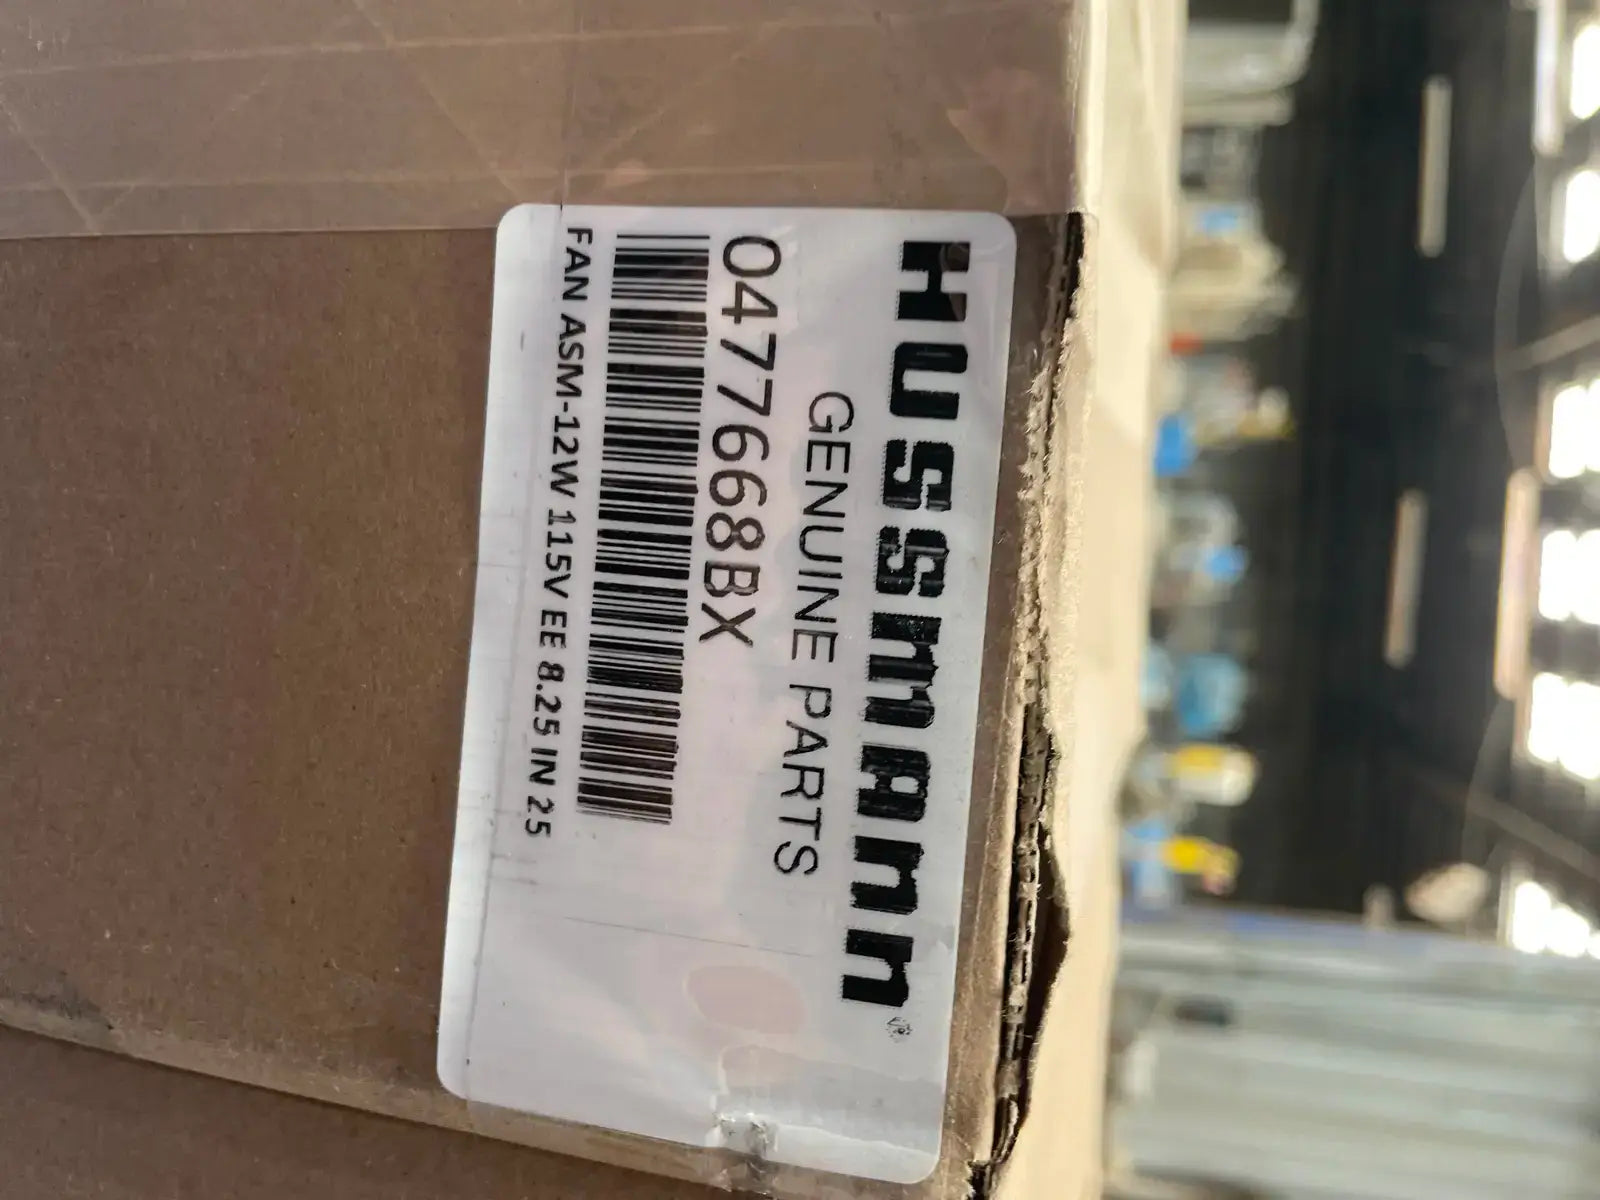 HUSSMANN
GENUINE PARTS
0477668BX
FAN ASM-12W 115V EE 8.25 IN 25